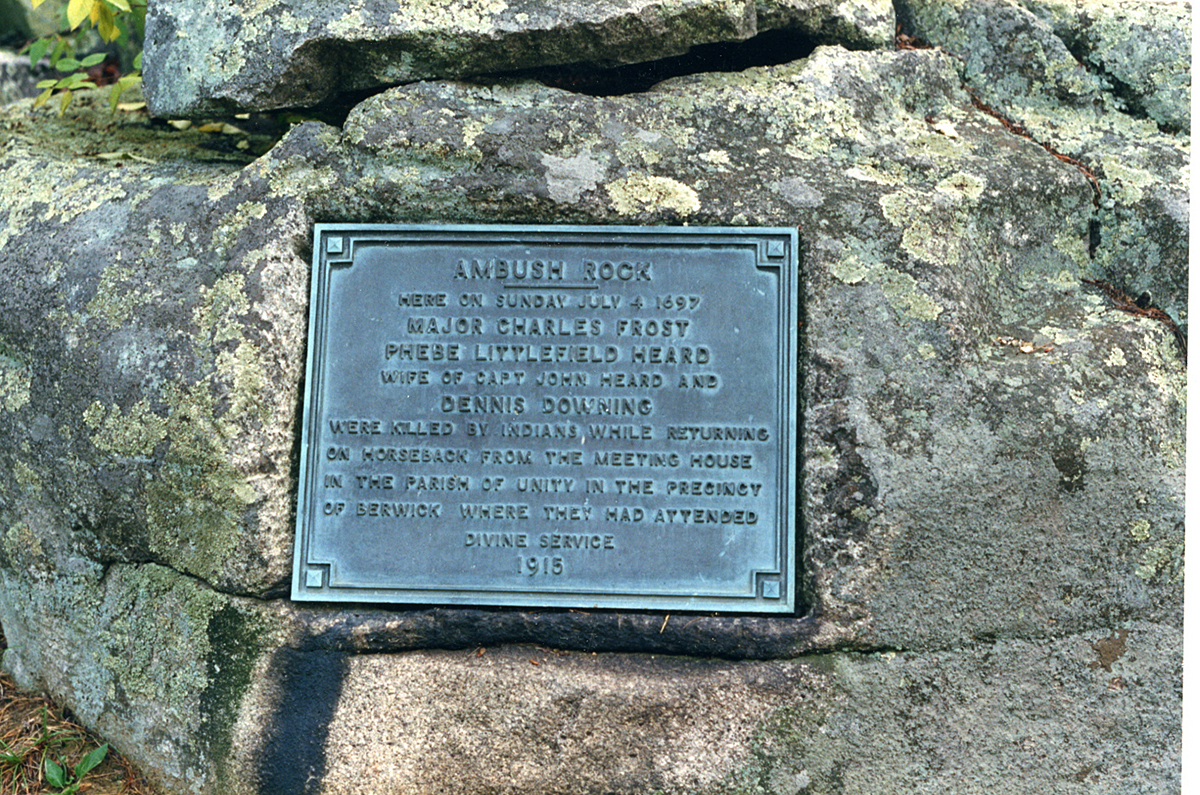 AMBUSH ROCK
HERE ON SUNDAY JULY 4 1697
MAJOR CHARLES FROST
PHEBE LITTLEFIELD HEARD
WIFE OF CAPT JOHN HEARD AND
DENNIS DOWNING
WERE KILLED BY INDIANS WHILE RETURNING
ON HORSEBACK FROM THE MEETING HOUSE
IN THE PARISH OF UNITY IN THE PRECINCT
OF BERWICK WHERE THEY HAD ATTENDED
DIVINE SERVICE
1915